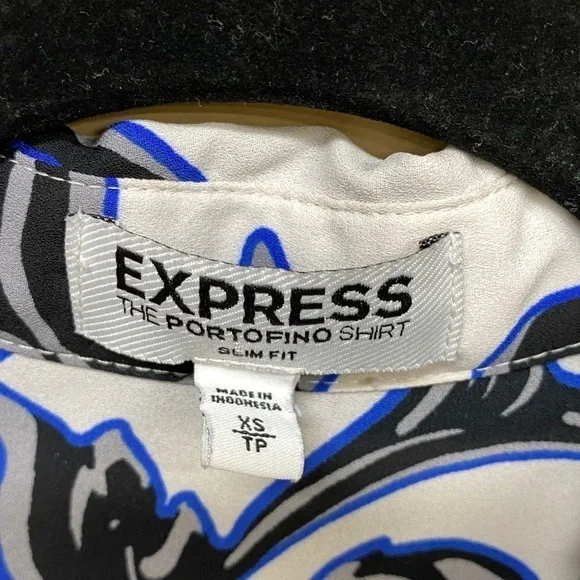 EXPRESS
THE PORTOFINO SHIRT
SLIM FIT
MADE IN
INDONESIA
XS
TP